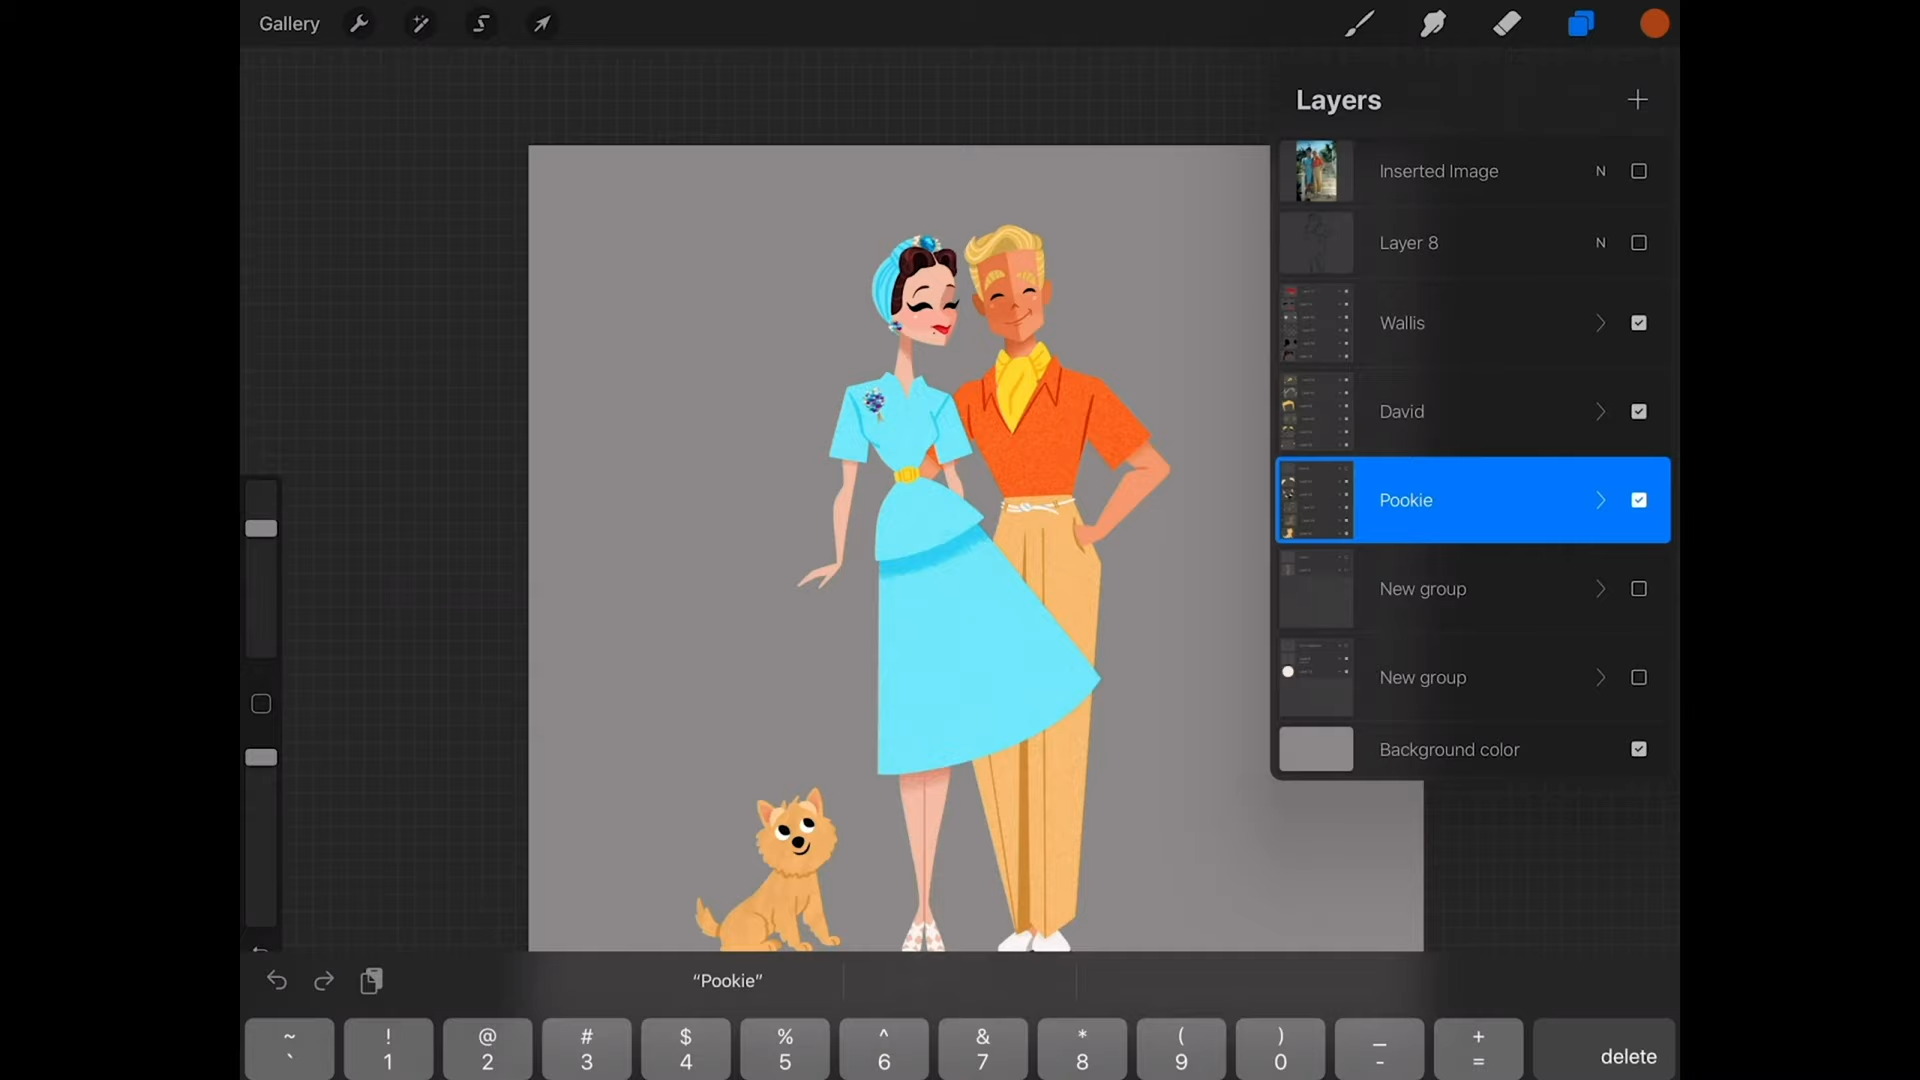 Gallery
Layers
Inserted Image N
Layer 8 N
Wallis
David
Pookie
New group
New group
Background color
“Pookie”
~ ! @ # $ % ^ & * ( ) _ +
` 1 2 3 4 5 6 7 8 9 0 - = delete